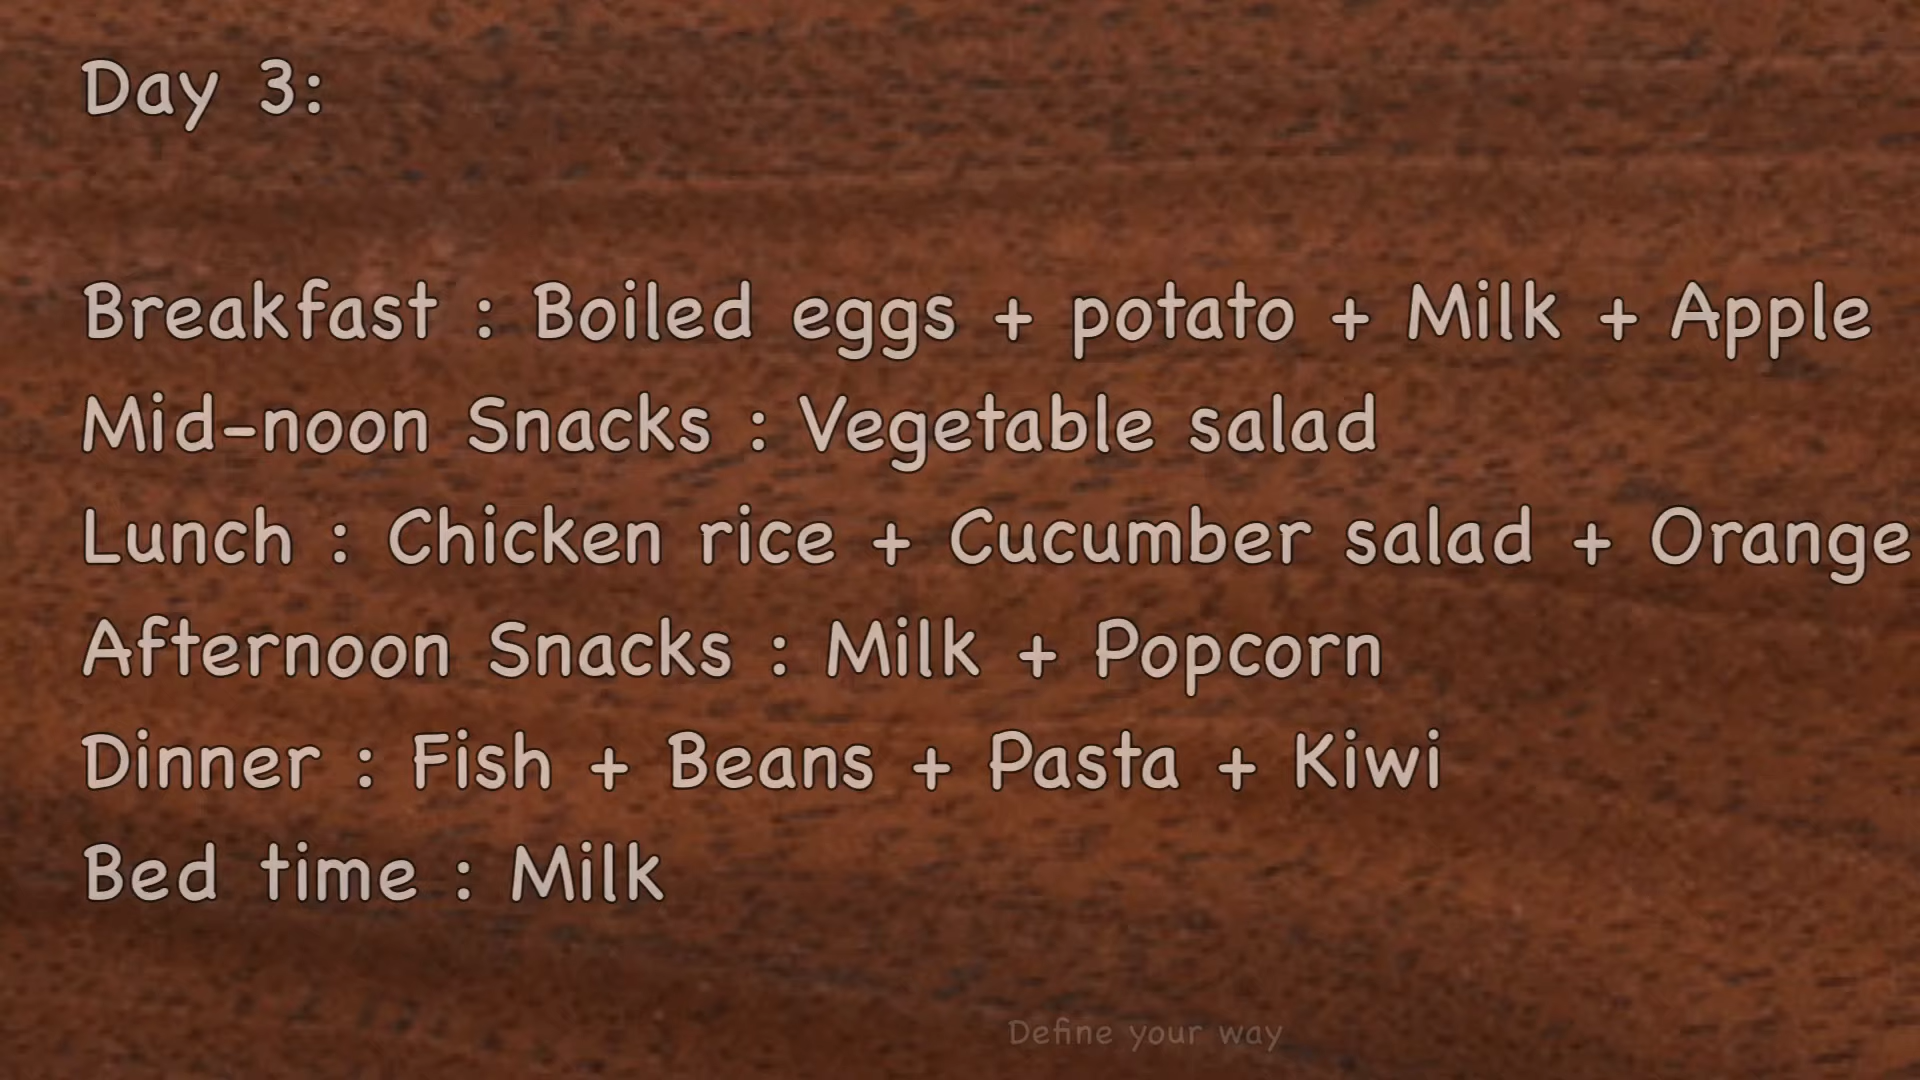 Day 3:
Breakfast : Boiled eggs + potato + Milk + Apple
Mid-noon Snacks : Vegetable salad
Lunch : Chicken rice + Cucumber salad + Orange
Afternoon Snacks : Milk + Popcorn
Dinner : Fish + Beans + Pasta + Kiwi
Bed time : Milk
Define your way